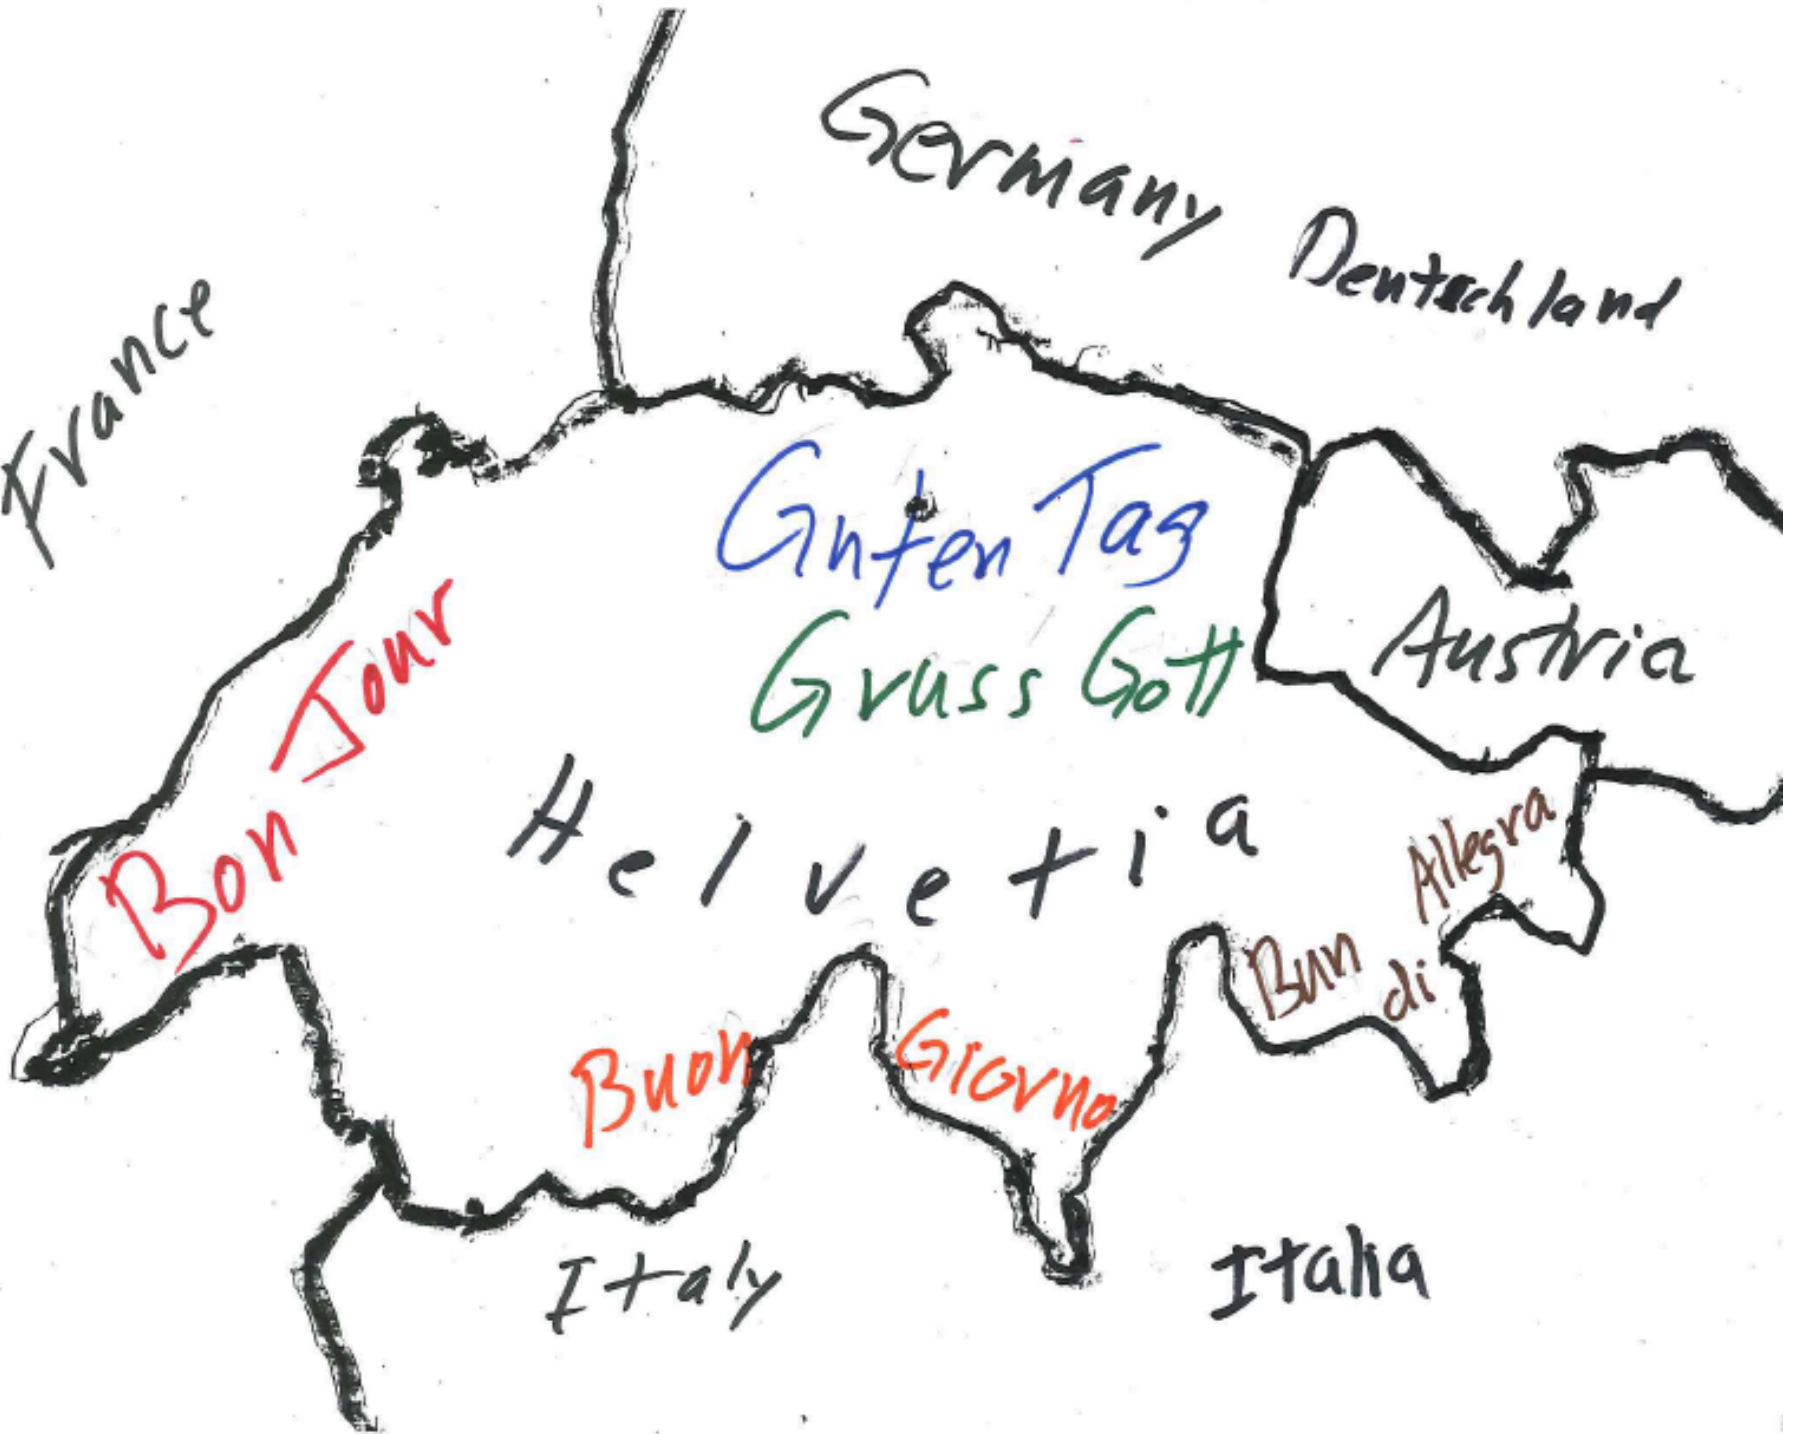 Germany
Deutschland
France
Guten Tag
Gruss Gott
Austria
Bon Jour
Helvetia
Allegra
Bun di
Buon Giorno
Italy
Italia